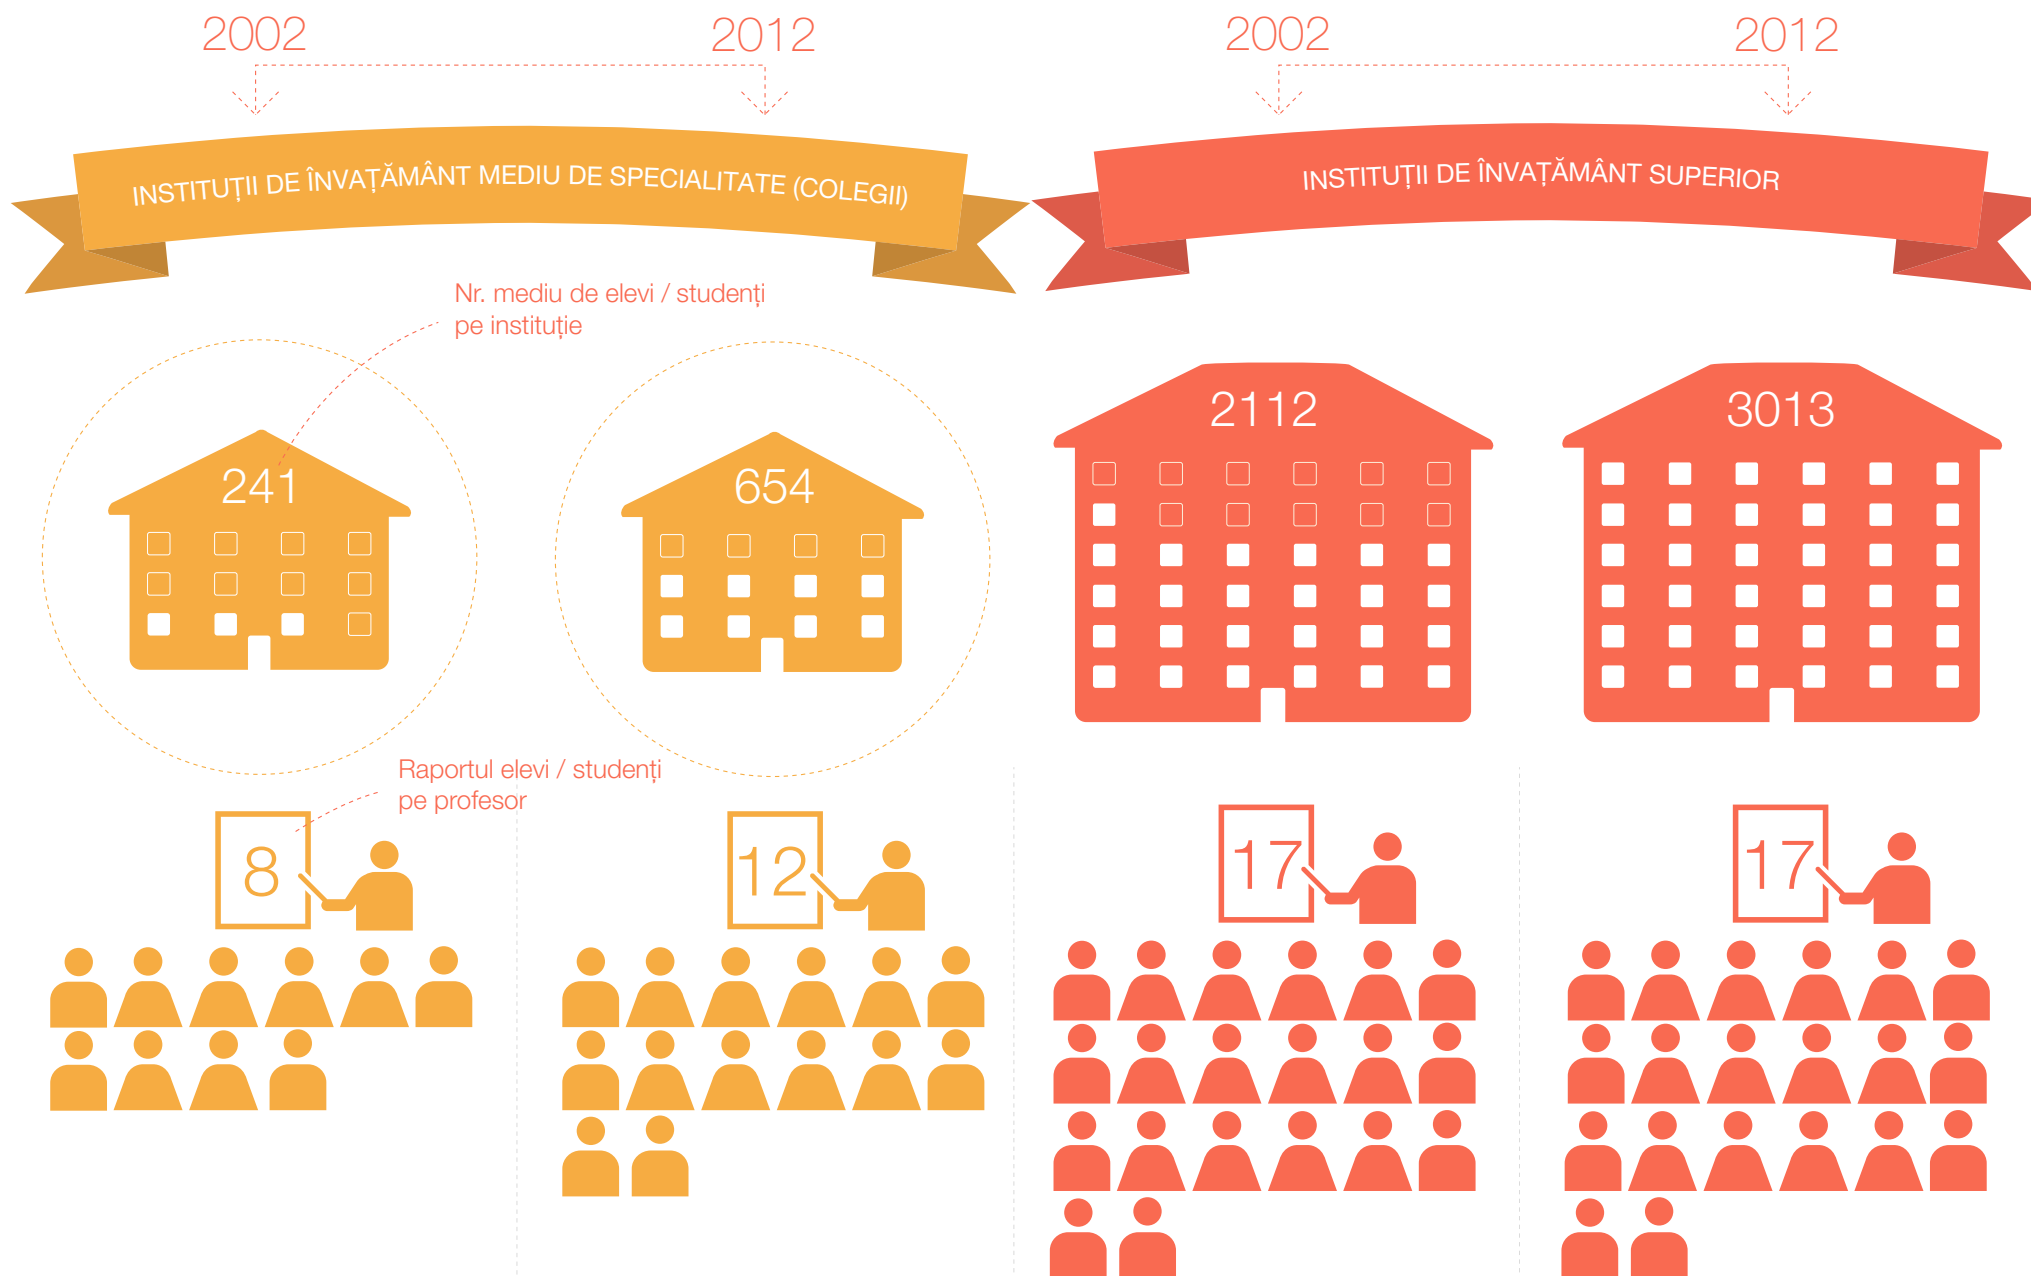 2002
2012
2002
2012
INSTITUȚII DE ÎNVAȚĂMÂNT MEDIU DE SPECIALITATE (COLEGII)
INSTITUȚII DE ÎNVAȚĂMÂNT SUPERIOR
Nr. mediu de elevi / studenți
pe instituție
241
654
2112
3013
Raportul elevi / studenți
pe profesor
8
12
17
17